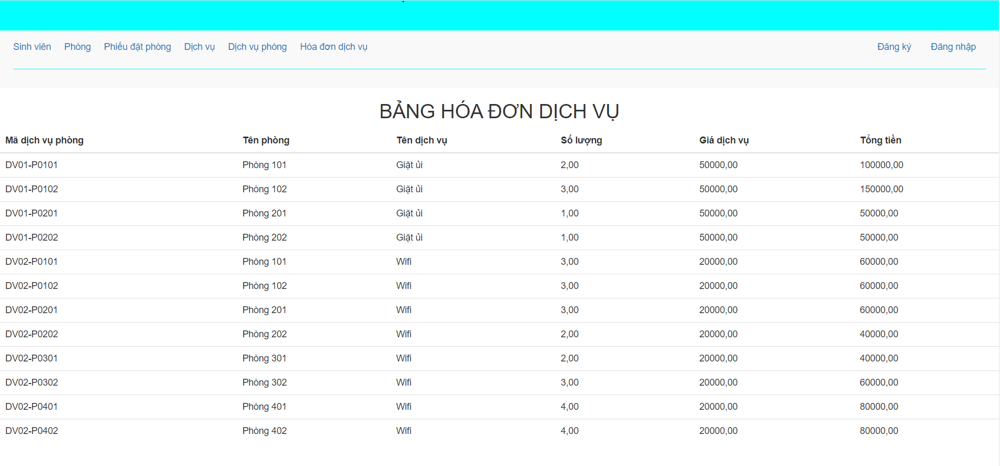 Sinh viên Phòng Phiếu đặt phòng Dịch vụ Dịch vụ phòng Hóa đơn dịch vụ Đăng ký Đăng nhập
BẢNG HÓA ĐƠN DỊCH VỤ
Mã dịch vụ phòng Tên phòng Tên dịch vụ Số lượng Giá dịch vụ Tổng tiền
DV01-P0101 Phòng 101 Giặt ủi 2,00 50000,00 100000,00
DV01-P0102 Phòng 102 Giặt ủi 3,00 50000,00 150000,00
DV01-P0201 Phòng 201 Giặt ủi 1,00 50000,00 50000,00
DV01-P0202 Phòng 202 Giặt ủi 1,00 50000,00 50000,00
DV02-P0101 Phòng 101 Wifi 3,00 20000,00 60000,00
DV02-P0102 Phòng 102 Wifi 3,00 20000,00 60000,00
DV02-P0201 Phòng 201 Wifi 3,00 20000,00 60000,00
DV02-P0202 Phòng 202 Wifi 2,00 20000,00 40000,00
DV02-P0301 Phòng 301 Wifi 2,00 20000,00 40000,00
DV02-P0302 Phòng 302 Wifi 3,00 20000,00 60000,00
DV02-P0401 Phòng 401 Wifi 4,00 20000,00 80000,00
DV02-P0402 Phòng 402 Wifi 4,00 20000,00 80000,00